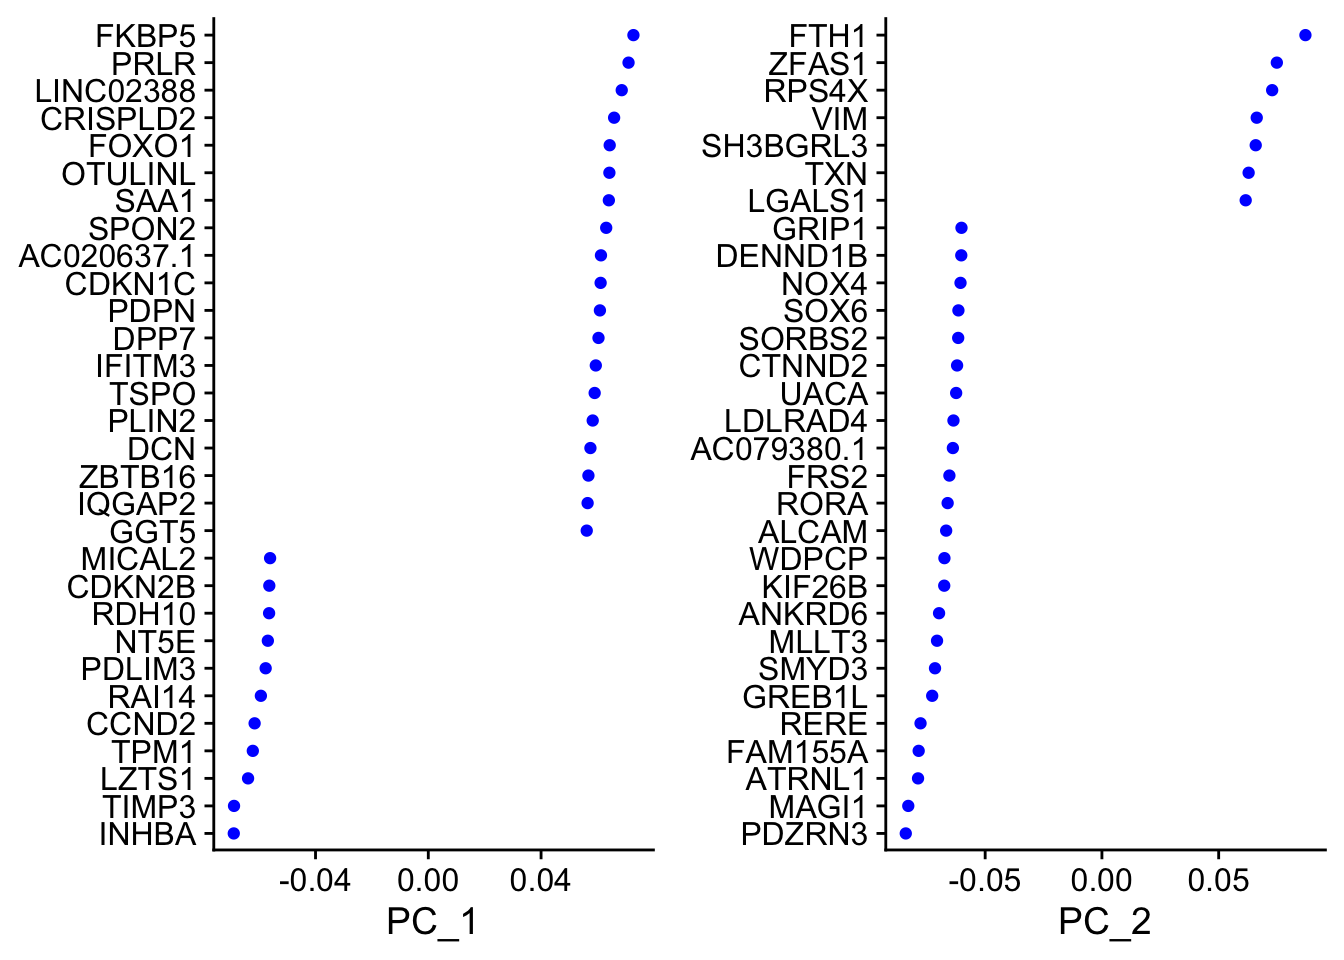 FKBP5
PRLR
LINC02388
CRISPLD2
FOXO1
OTULINL
SAA1
SPON2
AC020637.1
CDKN1C
PDPN
DPP7
IFITM3
TSPO
PLIN2
DCN
ZBTB16
IQGAP2
GGT5
MICAL2
CDKN2B
RDH10
NT5E
PDLIM3
RAI14
CCND2
TPM1
LZTS1
TIMP3
INHBA
-0.04 0.00 0.04
PC_1
FTH1
ZFAS1
RPS4X
VIM
SH3BGRL3
TXN
LGALS1
GRIP1
DENND1B
NOX4
SOX6
SORBS2
CTNND2
UACA
LDLRAD4
AC079380.1
FRS2
RORA
ALCAM
WDPCP
KIF26B
ANKRD6
MLLT3
SMYD3
GREB1L
RERE
FAM155A
ATRNL1
MAGI1
PDZRN3
-0.05 0.00 0.05
PC_2